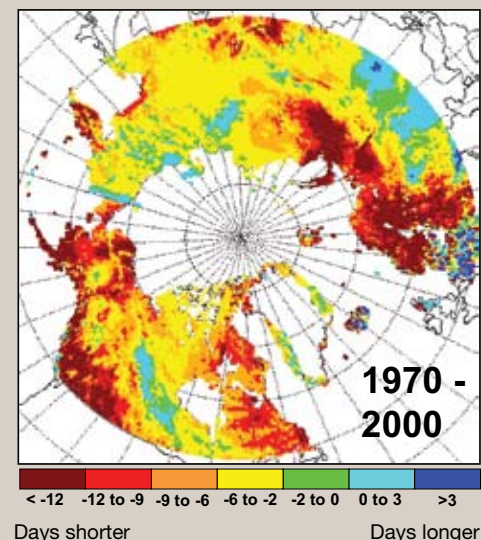 1970 -
2000
< -12 -12 to -9 -9 to -6 -6 to -2 -2 to 0 0 to 3 >3
Days shorter Days longer